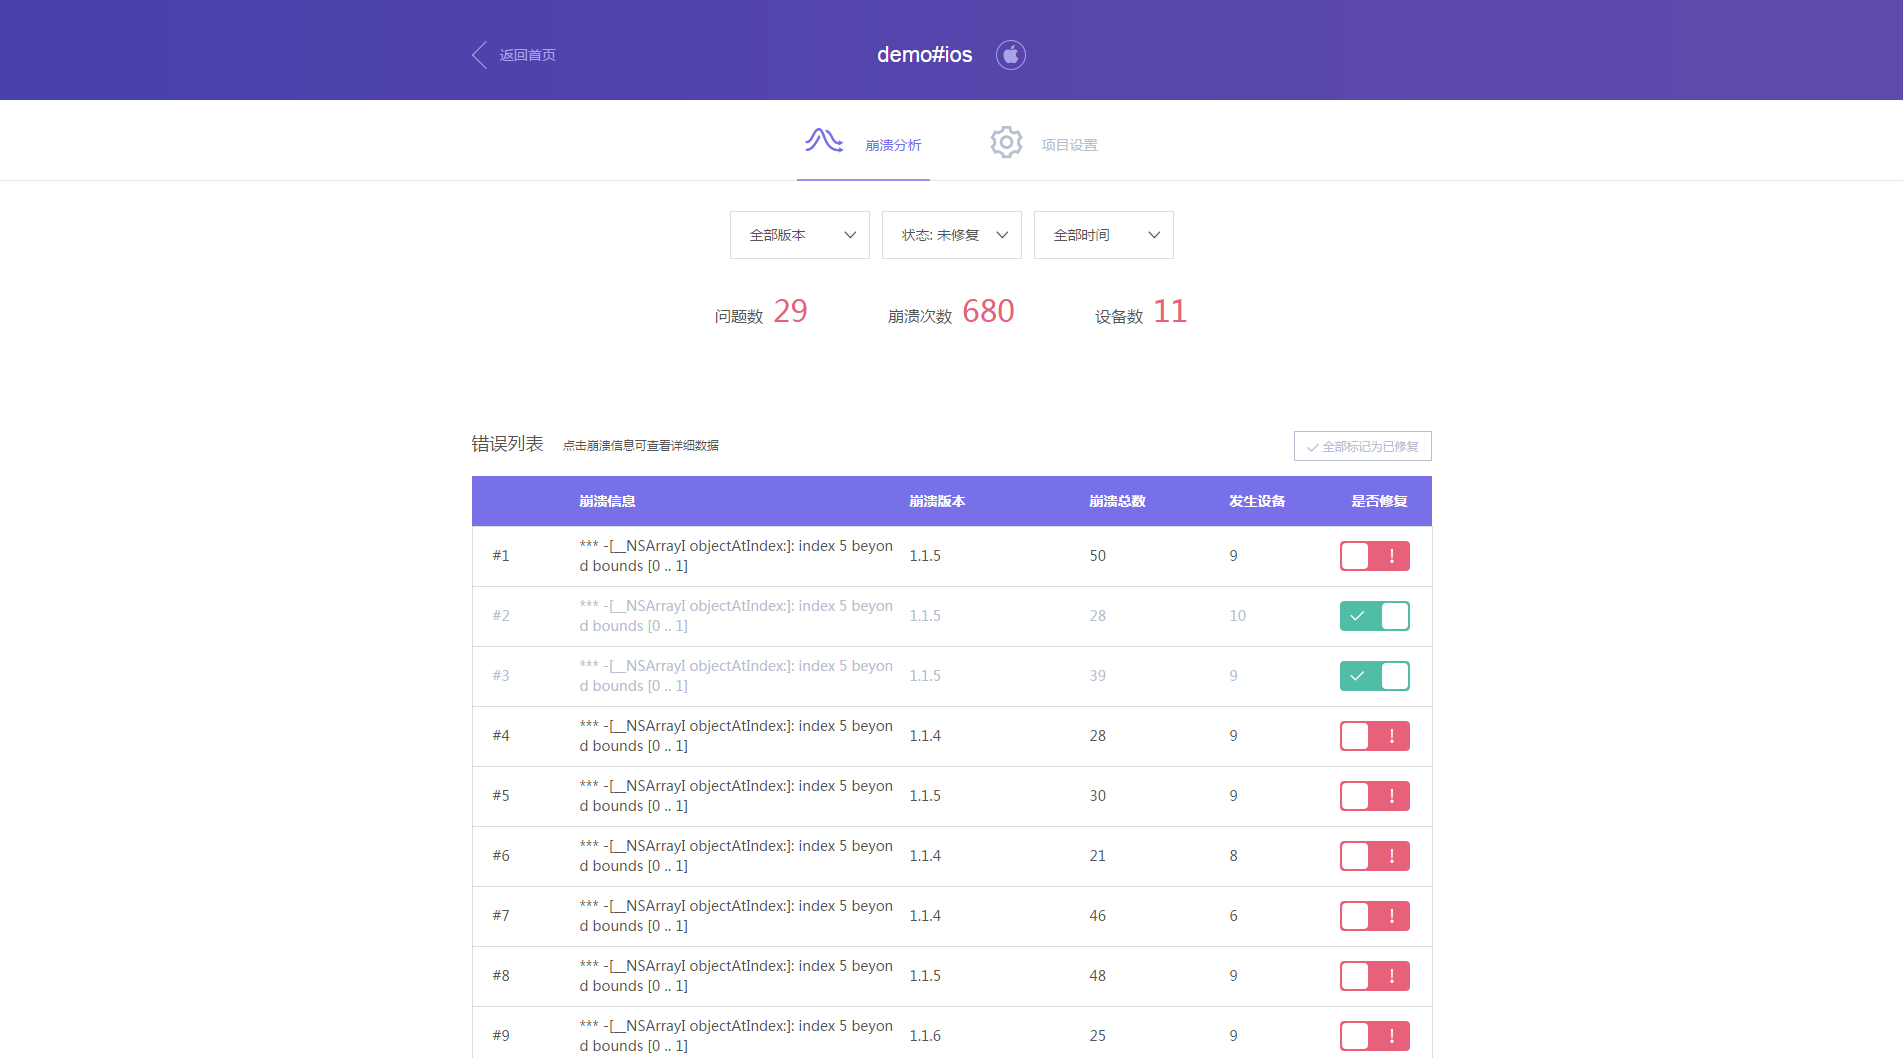 返回首页
demo#ios
崩溃分析
项目设置
全部版本
状态: 未修复
全部时间
问题数 29
崩溃次数 680
设备数 11
错误列表 点击崩溃信息可查看详细数据
全部标记为已修复
崩溃信息 崩溃版本 崩溃总数 发生设备 是否修复
#1 *** -[__NSArrayI objectAtIndex:]: index 5 beyon 1.1.5 50 9 !
d bounds [0 .. 1]
#2 *** -[__NSArrayI objectAtIndex:]: index 5 beyon 1.1.5 28 10
d bounds [0 .. 1]
#3 *** -[__NSArrayI objectAtIndex:]: index 5 beyon 1.1.5 39 9
d bounds [0 .. 1]
#4 *** -[__NSArrayI objectAtIndex:]: index 5 beyon 1.1.4 28 9 !
d bounds [0 .. 1]
#5 *** -[__NSArrayI objectAtIndex:]: index 5 beyon 1.1.5 30 9 !
d bounds [0 .. 1]
#6 *** -[__NSArrayI objectAtIndex:]: index 5 beyon 1.1.4 21 8 !
d bounds [0 .. 1]
#7 *** -[__NSArrayI objectAtIndex:]: index 5 beyon 1.1.4 46 6 !
d bounds [0 .. 1]
#8 *** -[__NSArrayI objectAtIndex:]: index 5 beyon 1.1.5 48 9 !
d bounds [0 .. 1]
#9 *** -[__NSArrayI objectAtIndex:]: index 5 beyon 1.1.6 25 9 !
d bounds [0 .. 1]